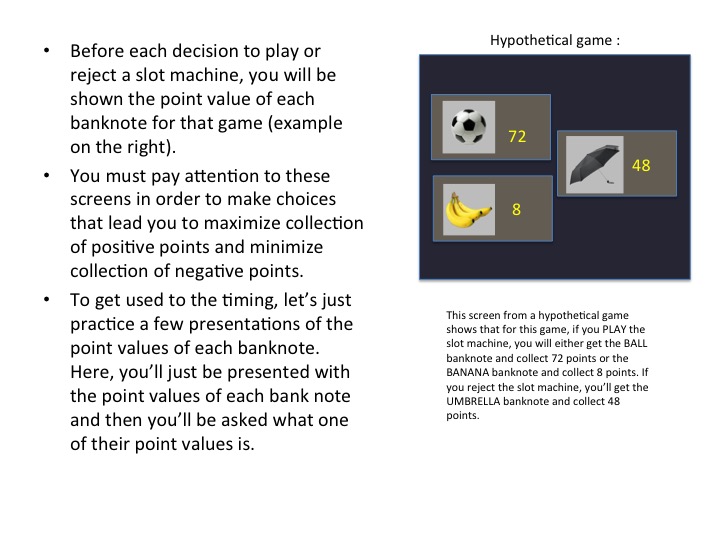 • Before each decision to play or
reject a slot machine, you will be
shown the point value of each
banknote for that game (example
on the right).
• You must pay attention to these
screens in order to make choices
that lead you to maximize collection
of positive points and minimize
collection of negative points.
• To get used to the timing, let’s just
practice a few presentations of the
point values of each banknote.
Here, you’ll just be presented with
the point values of each bank note
and then you’ll be asked what one
of their point values is.
Hypothetical game :
72
48
8
This screen from a hypothetical game
shows that for this game, if you PLAY the
slot machine, you will either get the BALL
banknote and collect 72 points or the
BANANA banknote and collect 8 points. If
you reject the slot machine, you’ll get the
UMBRELLA banknote and collect 48
points.